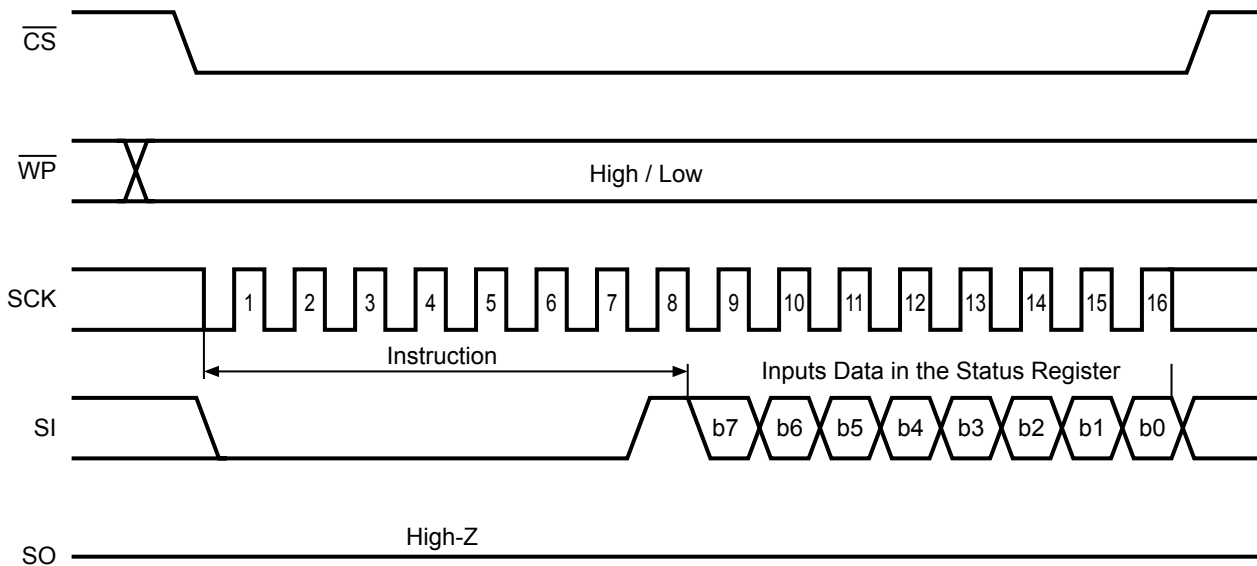 CS
WP
High / Low
SCK
1 2 3 4 5 6 7 8 9 10 11 12 13 14 15 16
Instruction
Inputs Data in the Status Register
SI
b7 b6 b5 b4 b3 b2 b1 b0
High-Z
SO